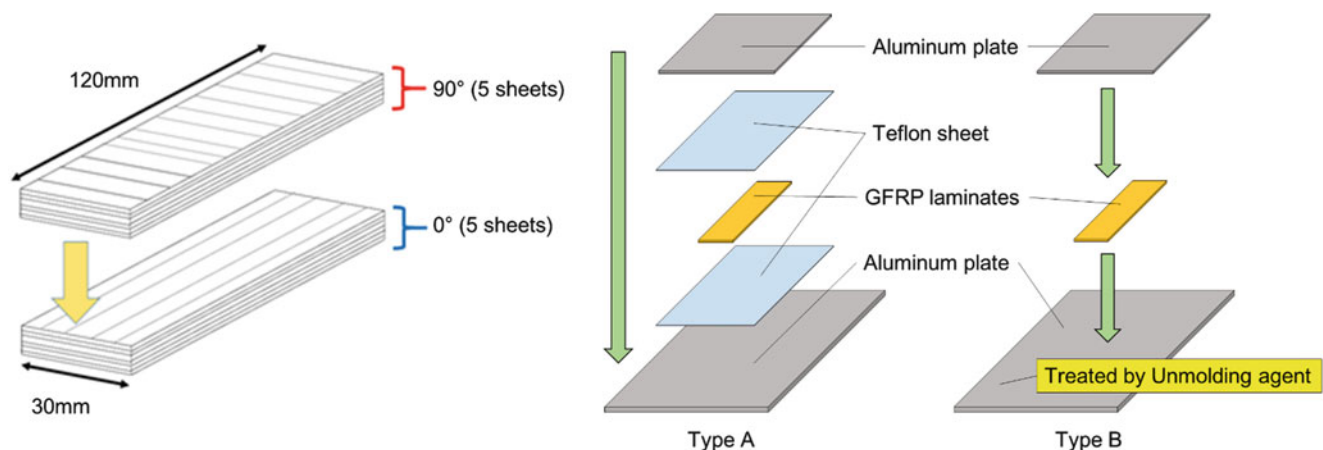 120mm
90° (5 sheets)
0° (5 sheets)
30mm
Aluminum plate
Teflon sheet
GFRP laminates
Aluminum plate
Treated by Unmolding agent
Type A
Type B